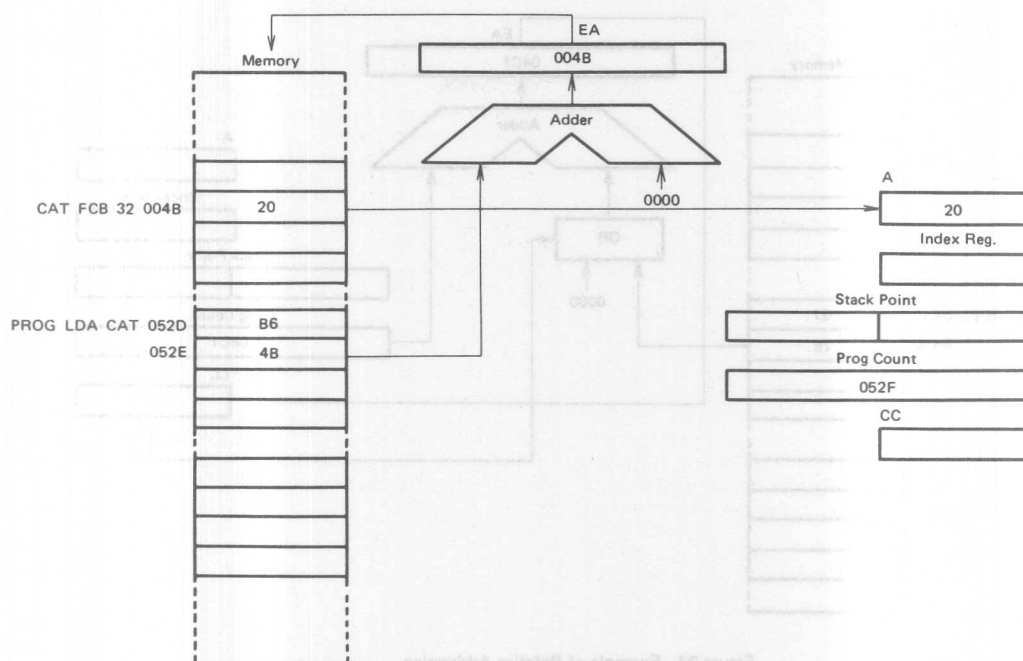 EA
004B
Memory
Adder
0000
A
CAT FCB 32 004B
20
20
Index Reg.
Stack Point
PROG LDA CAT 052D
B6
052E
4B
Prog Count
052F
CC